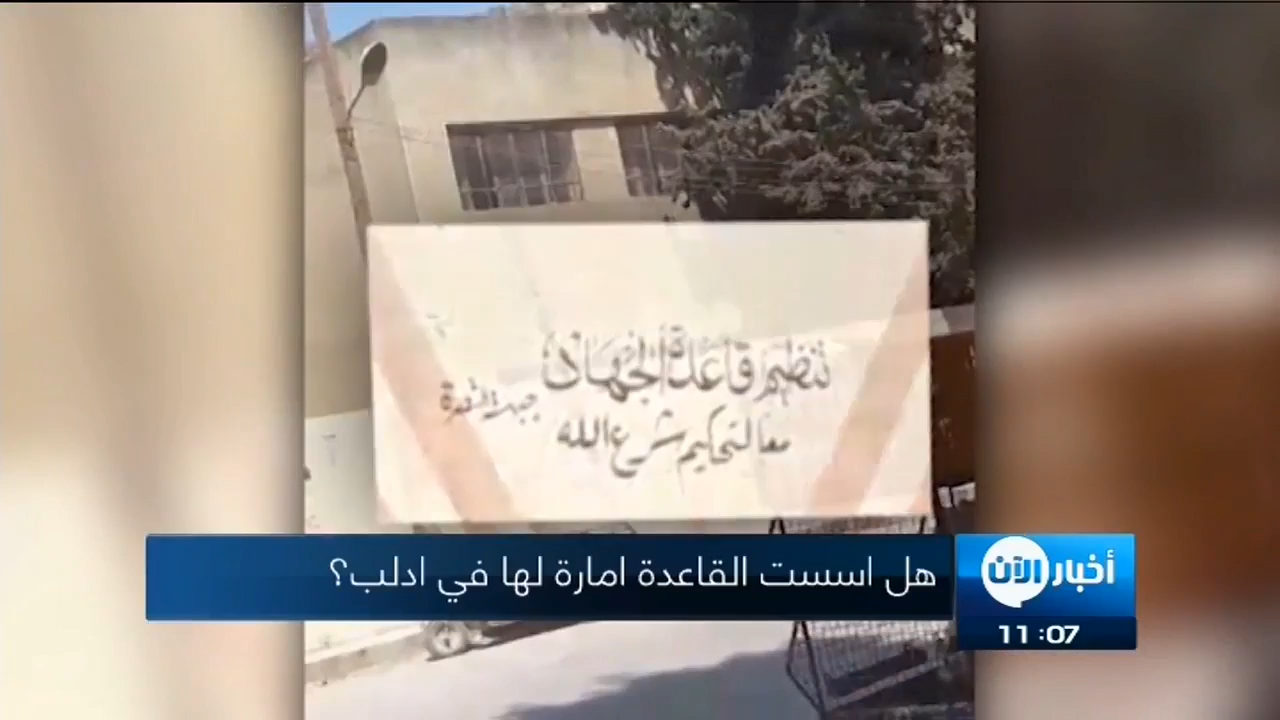 تنظيم قاعدة الجهاد
جبهة النصرة
معا لتحكيم شرع الله
هل اسست القاعدة امارة لها في ادلب؟
أخبار الآن
11:07